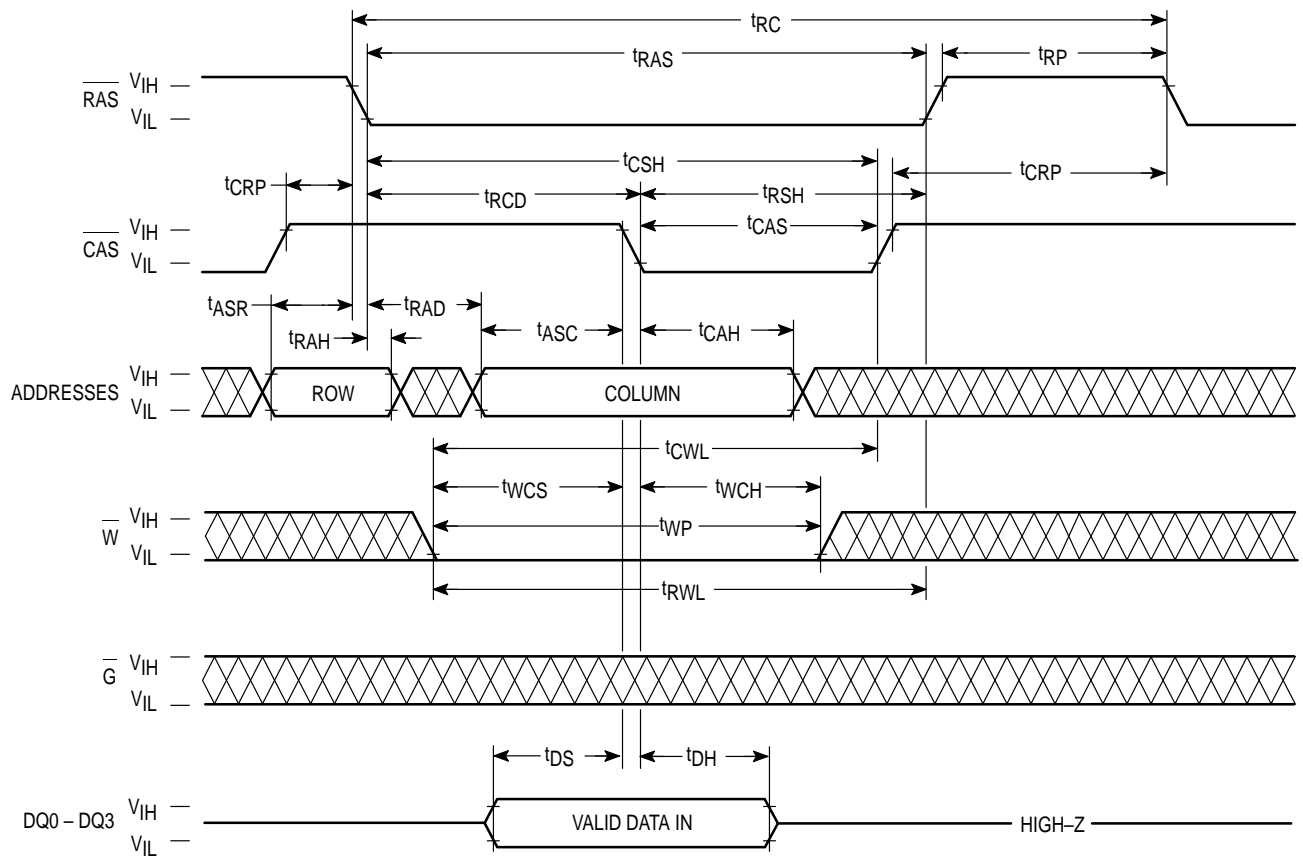 tRC
tRAS
tRP
RAS VIH
VIL
tCSH
tCRP
tCRP
tRCD
tRSH
CAS VIH
tCAS
VIL
tASR
tRAD
tRAH
tASC
tCAH
ADDRESSES VIH
ROW
COLUMN
VIL
tCWL
tWCS
tWCH
W VIH
tWP
VIL
tRWL
G VIH
VIL
tDS
tDH
DQ0 – DQ3 VIH
VALID DATA IN
HIGH–Z
VIL